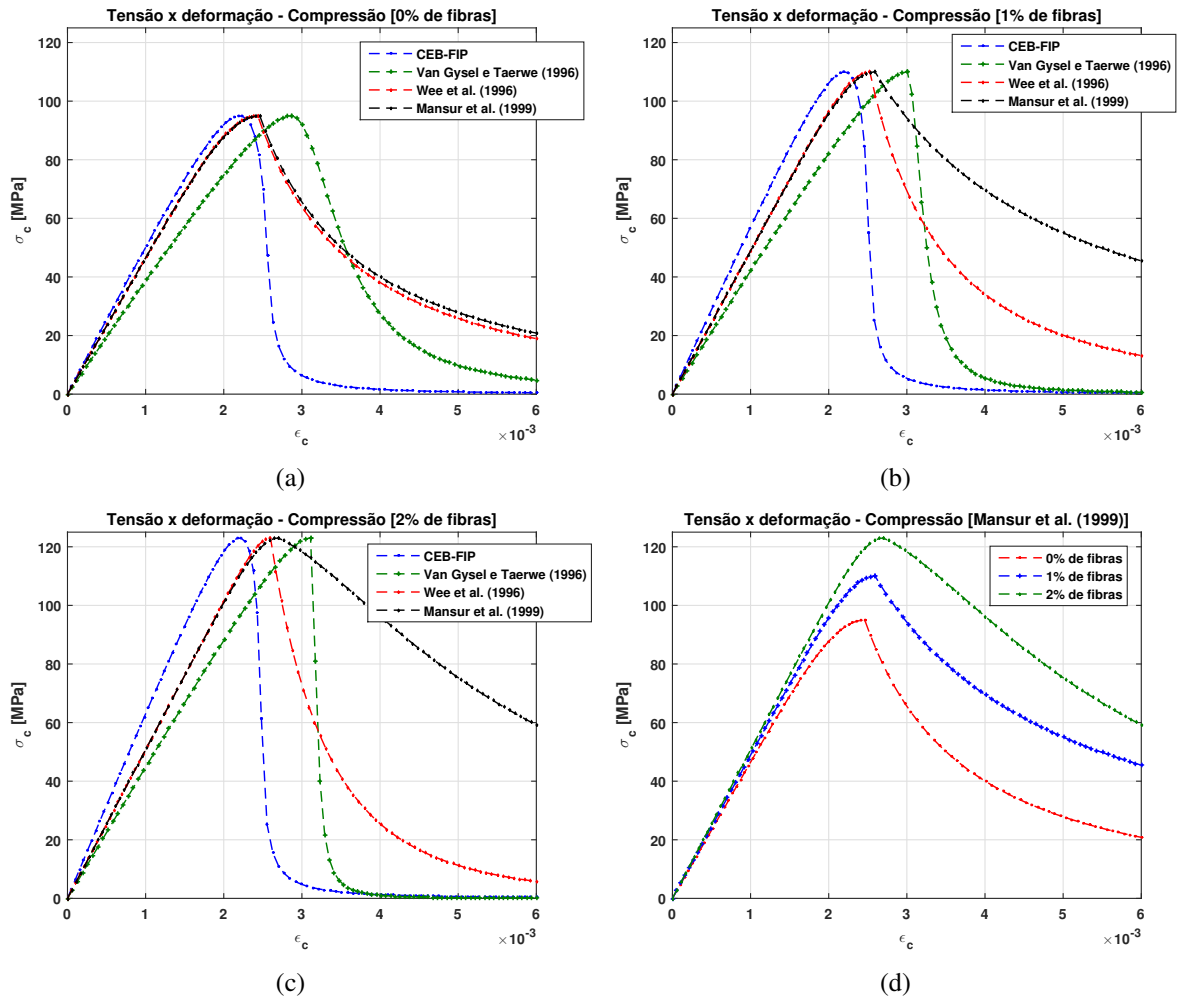 Tensão x deformação - Compressão [0% de fibras]
120
100
80
60
40
20
0
σc [MPa]
CEB-FIP
Van Gysel e Taerwe (1996)
Wee et al. (1996)
Mansur et al. (1999)
0 1 2 3 4 5 6
ϵc
×10-3
(a)
Tensão x deformação - Compressão [1% de fibras]
120
100
80
60
40
20
0
σc [MPa]
CEB-FIP
Van Gysel e Taerwe (1996)
Wee et al. (1996)
Mansur et al. (1999)
0 1 2 3 4 5 6
ϵc
×10-3
(b)
Tensão x deformação - Compressão [2% de fibras]
120
100
80
60
40
20
0
σc [MPa]
CEB-FIP
Van Gysel e Taerwe (1996)
Wee et al. (1996)
Mansur et al. (1999)
0 1 2 3 4 5 6
ϵc
×10-3
(c)
Tensão x deformação - Compressão [Mansur et al. (1999)]
120
100
80
60
40
20
0
σc [MPa]
0% de fibras
1% de fibras
2% de fibras
0 1 2 3 4 5 6
ϵc
×10-3
(d)